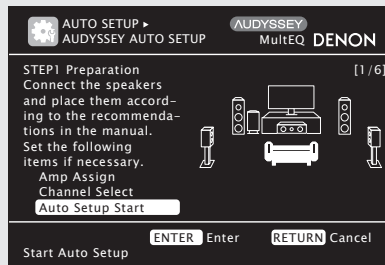 AUTO SETUP ▸
AUDYSSEY AUTO SETUP
AUDYSSEY
MultEQ
DENON
STEP1 Preparation
[1/6]
Connect the speakers
and place them accord-
ing to the recommenda-
tions in the manual.
Set the following
items if necessary.
Amp Assign
Channel Select
Auto Setup Start
ENTER Enter
RETURN Cancel
Start Auto Setup